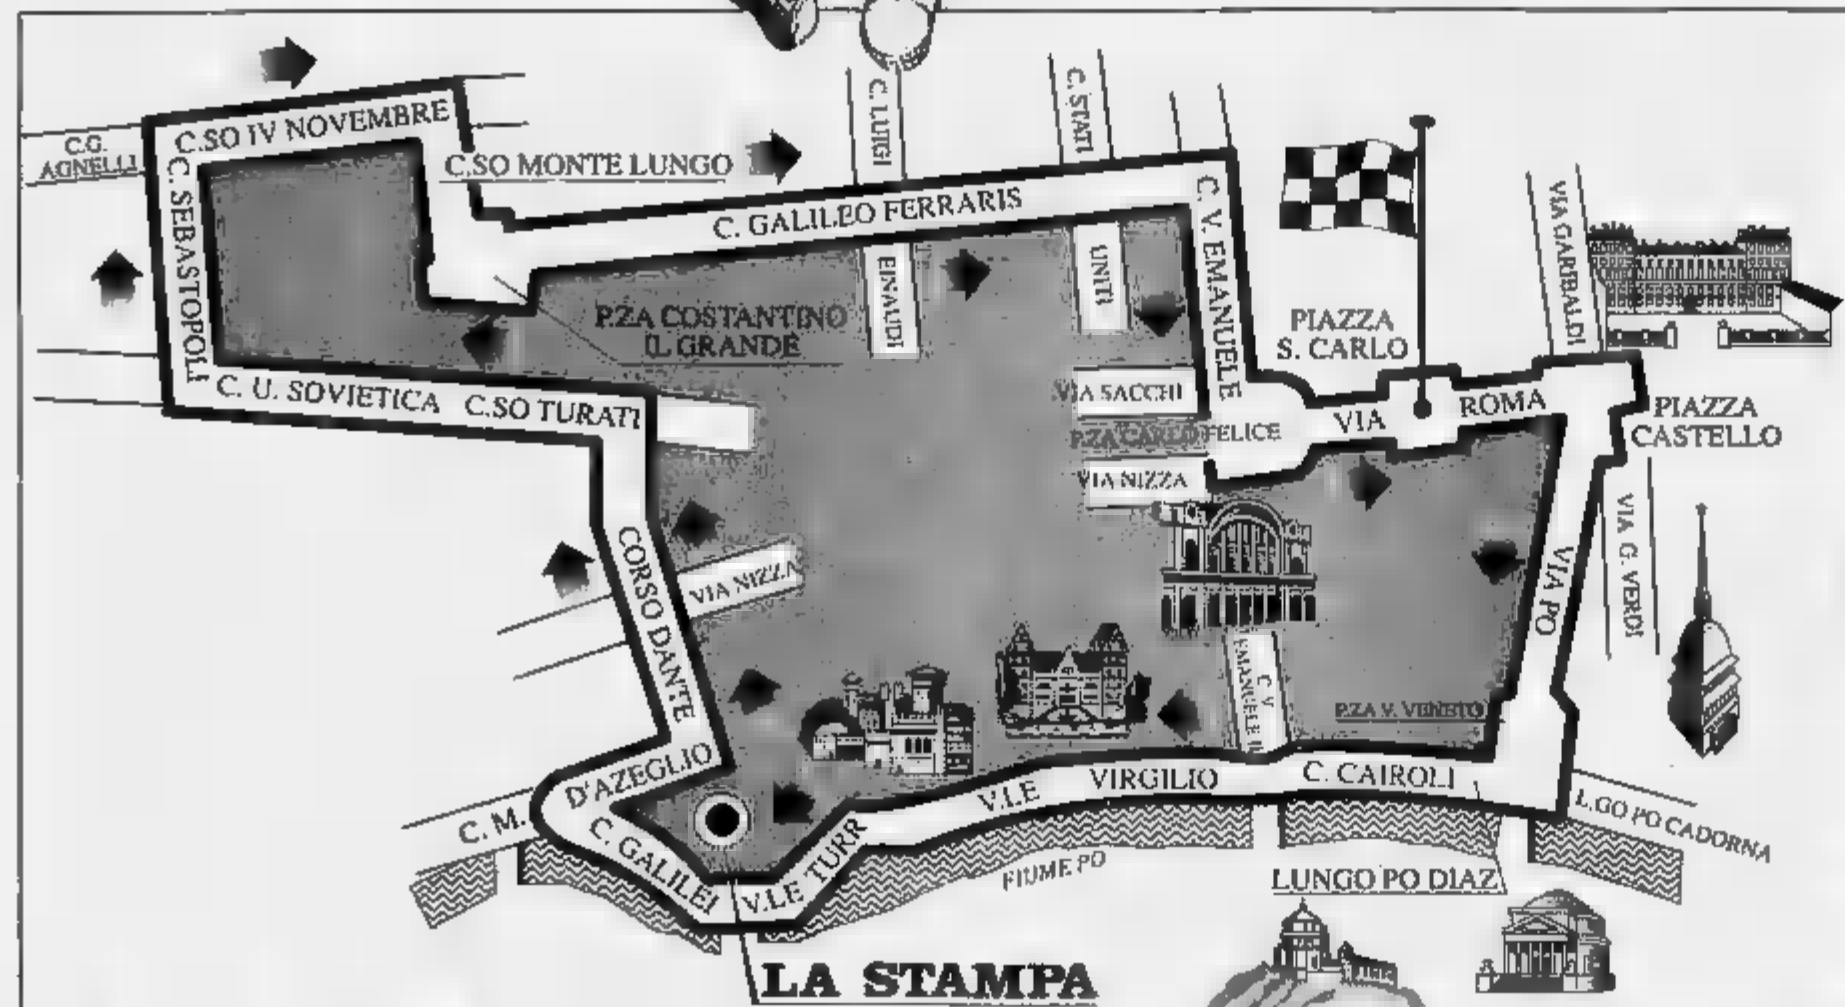 C.G.
AGNELLI
C.SO IV NOVEMBRE
C.SO MONTE LUNGO
C. LUIGI
EINAUDI
C. STATI
UNITI
C. SEBASTOPOLI
C. GALILEO FERRARIS
C. V. EMANUELE
P.ZA COSTANTINO
IL GRANDE
PIAZZA
S. CARLO
VIA GARIBALDI
C. U. SOVIETICA
C.SO TURATI
VIA SACCHI
P.ZA CARLO FELICE
VIA NIZZA
VIA
ROMA
PIAZZA
CASTELLO
CORSO DANTE
VIA NIZZA
VIA PO
VIA G. VERDI
C. V.
EMANUELE II
P.ZA V. VENETO
C. M.
D'AZEGLIO
C. GALILEI
V.LE TURR
V.LE
VIRGILIO
C. CAIROLI
L.GO PO CADORNA
FIUME PO
LUNGO PO DIAZ
LA STAMPA